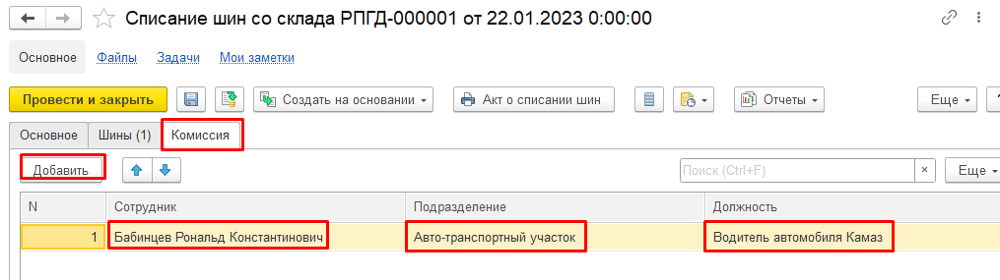 Списание шин со склада РПГД-000001 от 22.01.2023 0:00:00
Основное Файлы Задачи Мои заметки
Провести и закрыть Создать на основании Акт о списании шин Отчеты Еще ?
Основное Шины (1) Комиссия
Добавить Поиск (Ctrl+F) × Еще
N Сотрудник Подразделение Должность
1 Бабинцев Рональд Константинович Авто-транспортный участок Водитель автомобиля Камаз